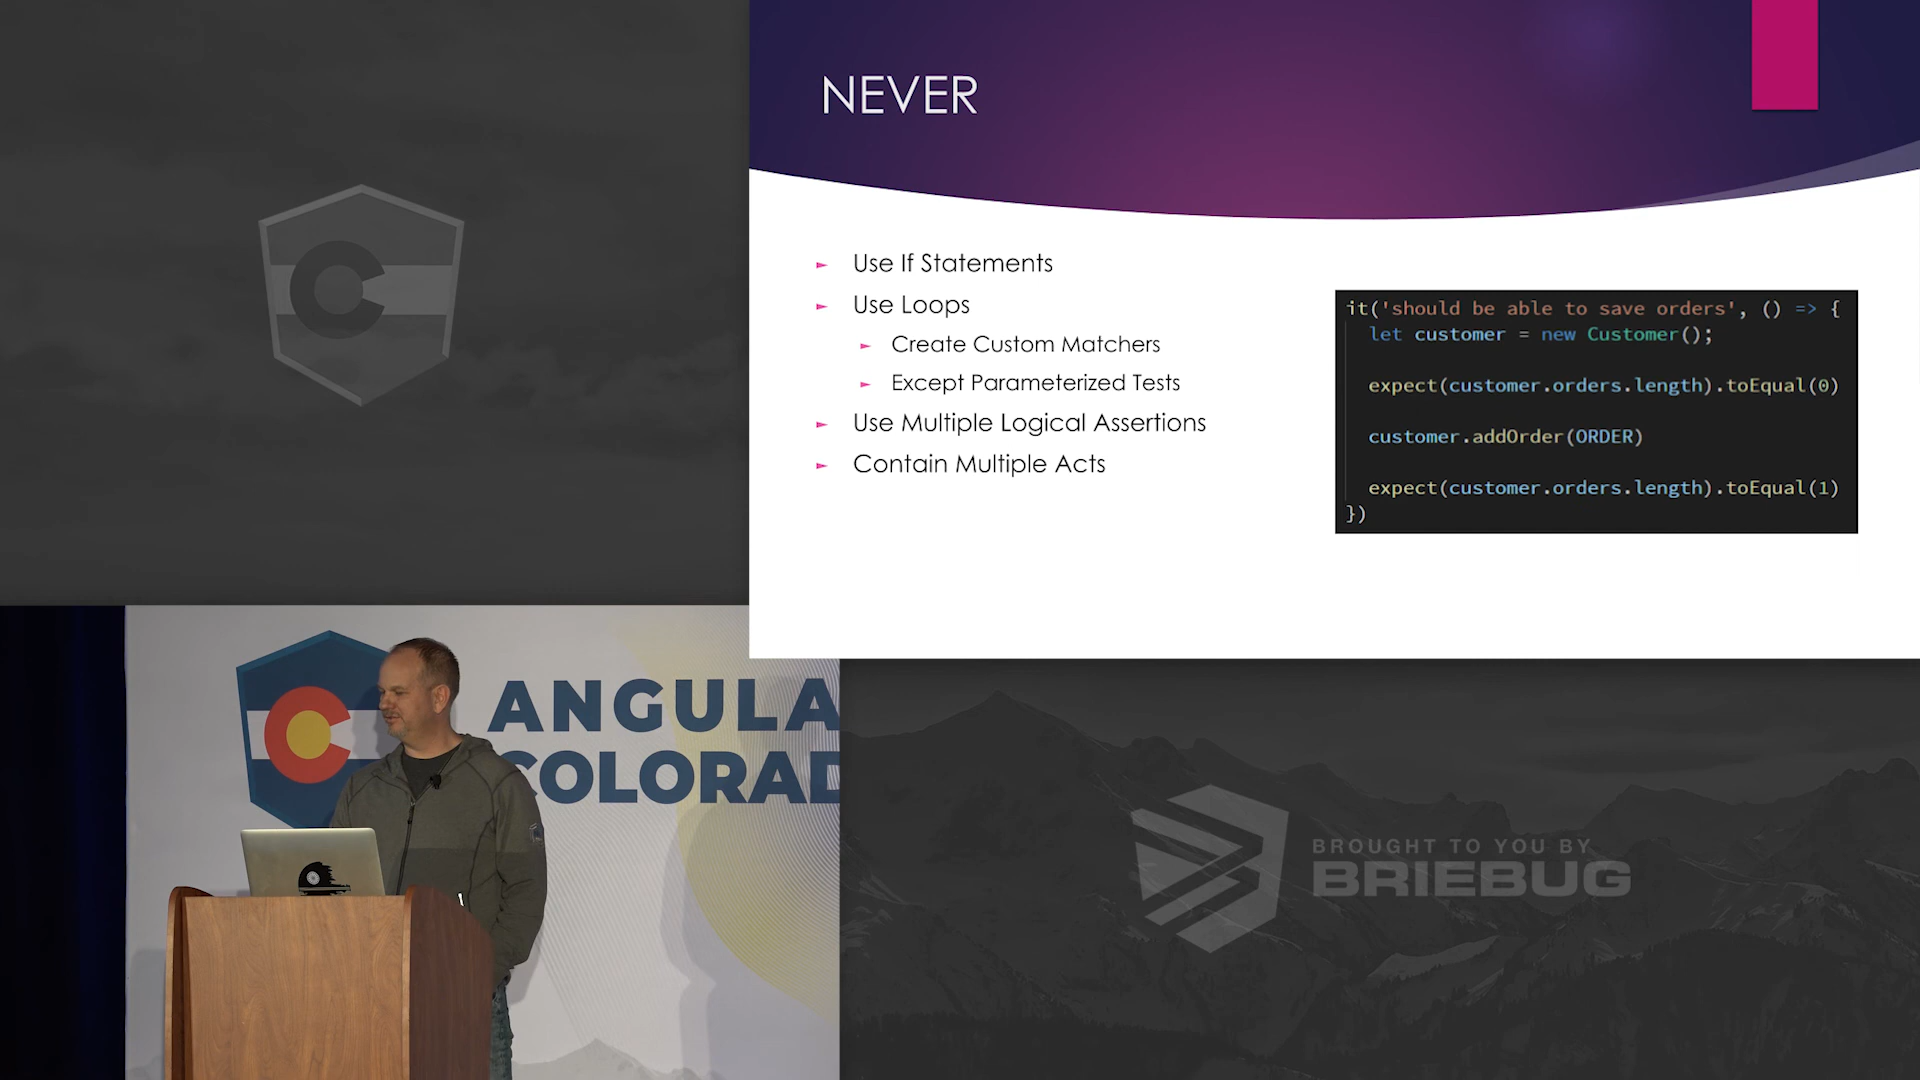 NEVER
Use If Statements
Use Loops
Create Custom Matchers
Except Parameterized Tests
Use Multiple Logical Assertions
Contain Multiple Acts
it('should be able to save orders', () => {
let customer = new Customer();
expect(customer.orders.length).toEqual(0)
customer.addOrder(ORDER)
expect(customer.orders.length).toEqual(1)
})
ANGULA
COLORAD
BROUGHT TO YOU BY
BRIEBUG